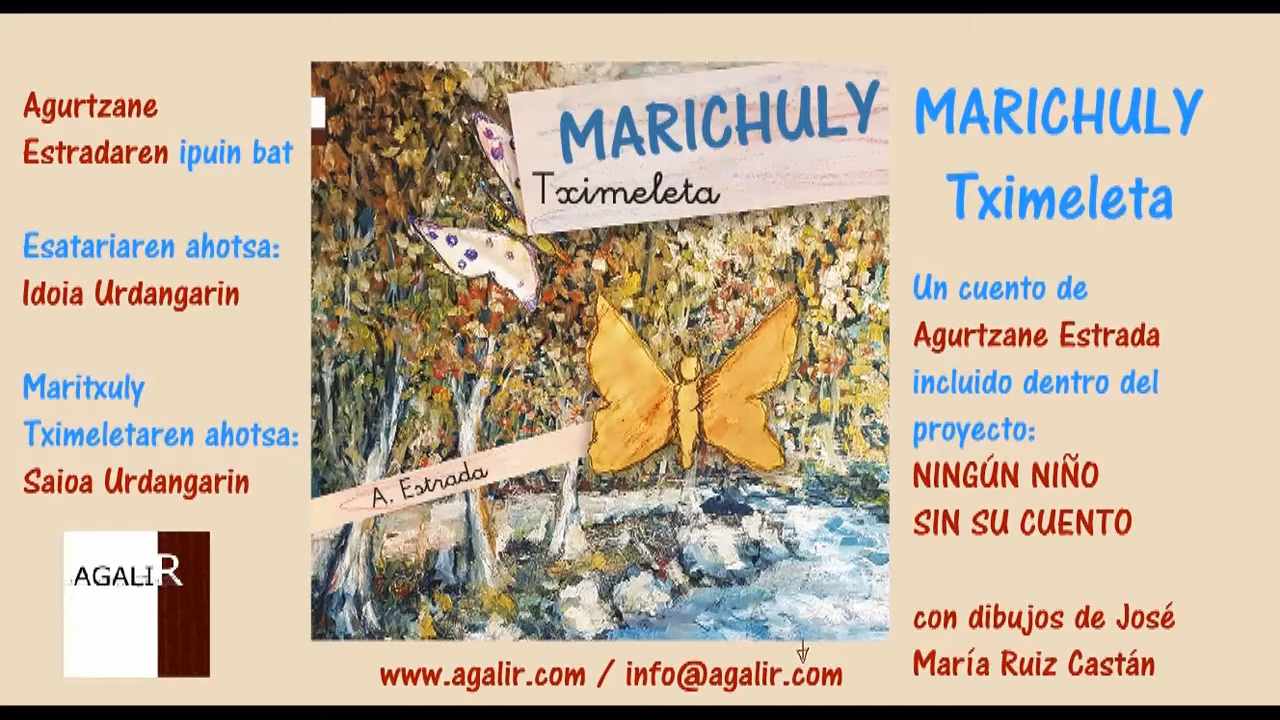 Agurtzane
Estradaren ipuin bat
Esatariaren ahotsa:
Idoia Urdangarin
Maritxuly
Tximeletaren ahotsa:
Saioa Urdangarin
AGALIR
MARICHULY
Tximeleta
A. Estrada
www.agalir.com / info@agalir.com
MARICHULY
Tximeleta
Un cuento de
Agurtzane Estrada
incluido dentro del
proyecto:
NINGÚN NIÑO
SIN SU CUENTO
con dibujos de José
María Ruiz Castán